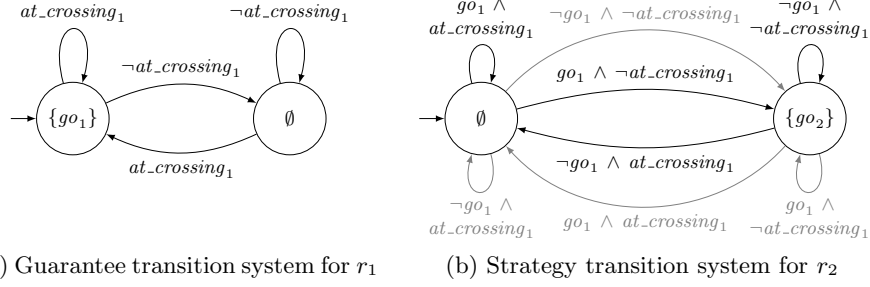 at_crossing₁
¬at_crossing₁
¬at_crossing₁
{go₁}
∅
at_crossing₁
) Guarantee transition system for r₁
go₁ ∧
at_crossing₁
¬go₁ ∧ ¬at_crossing₁
¬go₁ ∧
¬at_crossing₁
go₁ ∧ ¬at_crossing₁
∅
{go₂}
¬go₁ ∧ at_crossing₁
¬go₁ ∧
at_crossing₁
go₁ ∧ at_crossing₁
go₁ ∧
¬at_crossing₁
(b) Strategy transition system for r₂